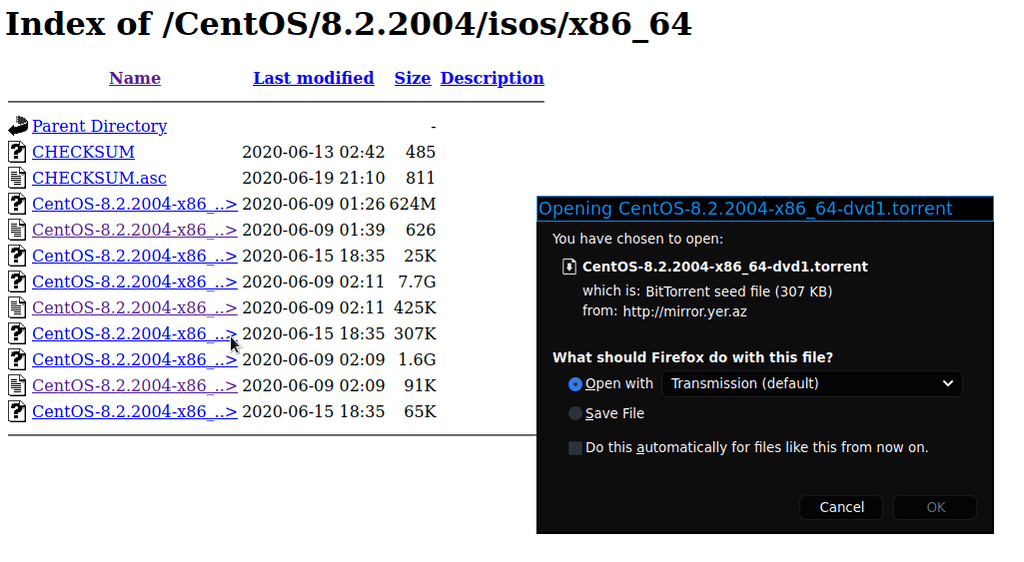 Index of /CentOS/8.2.2004/isos/x86_64
Name Last modified Size Description
Parent Directory -
CHECKSUM 2020-06-13 02:42 485
CHECKSUM.asc 2020-06-19 21:10 811
CentOS-8.2.2004-x86_..> 2020-06-09 01:26 624M
CentOS-8.2.2004-x86_..> 2020-06-09 01:39 626
CentOS-8.2.2004-x86_..> 2020-06-15 18:35 25K
CentOS-8.2.2004-x86_..> 2020-06-09 02:11 7.7G
CentOS-8.2.2004-x86_..> 2020-06-09 02:11 425K
CentOS-8.2.2004-x86_..> 2020-06-15 18:35 307K
CentOS-8.2.2004-x86_..> 2020-06-09 02:09 1.6G
CentOS-8.2.2004-x86_..> 2020-06-09 02:09 91K
CentOS-8.2.2004-x86_..> 2020-06-15 18:35 65K
Opening CentOS-8.2.2004-x86_64-dvd1.torrent
You have chosen to open:
CentOS-8.2.2004-x86_64-dvd1.torrent
which is: BitTorrent seed file (307 KB)
from: http://mirror.yer.az
What should Firefox do with this file?
Open with Transmission (default)
Save File
Do this automatically for files like this from now on.
Cancel OK